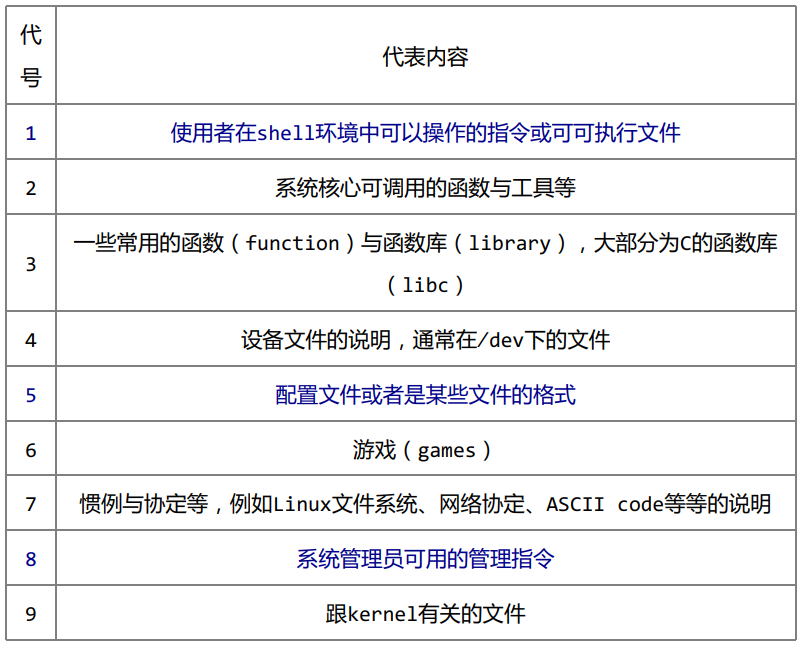 代
号
代表内容
1
使用者在shell环境中可以操作的指令或可可执行文件
2
系统核心可调用的函数与工具等
3
一些常用的函数（function）与函数库（library），大部分为C的函数库
（libc）
4
设备文件的说明，通常在/dev下的文件
5
配置文件或者是某些文件的格式
6
游戏（games）
7
惯例与协定等，例如Linux文件系统、网络协定、ASCII code等等的说明
8
系统管理员可用的管理指令
9
跟kernel有关的文件